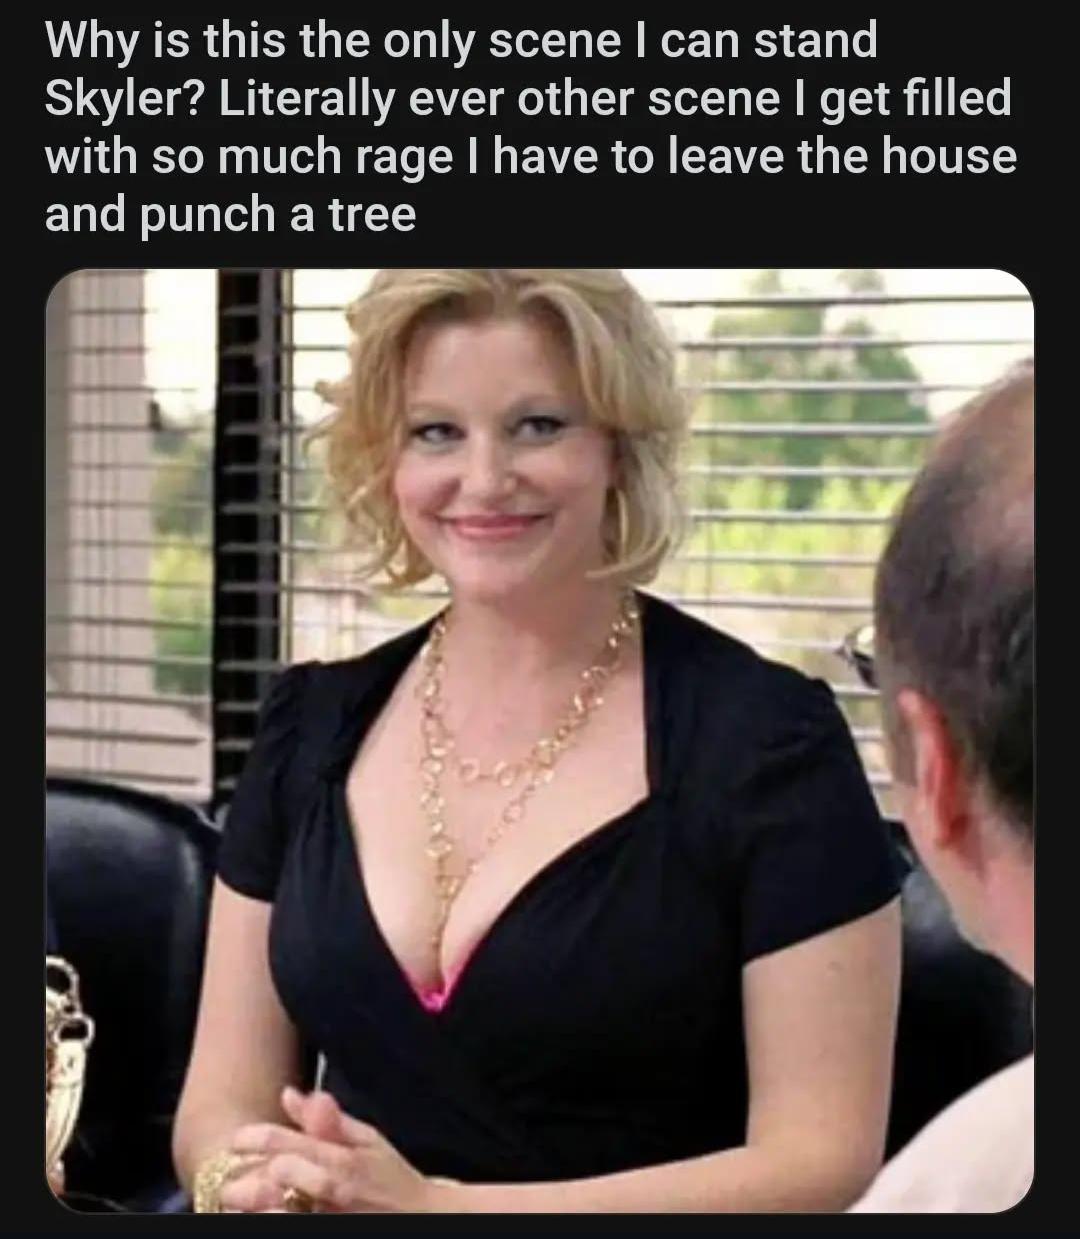 Why is this the only scene I can stand
Skyler? Literally ever other scene I get filled
with so much rage I have to leave the house
and punch a tree